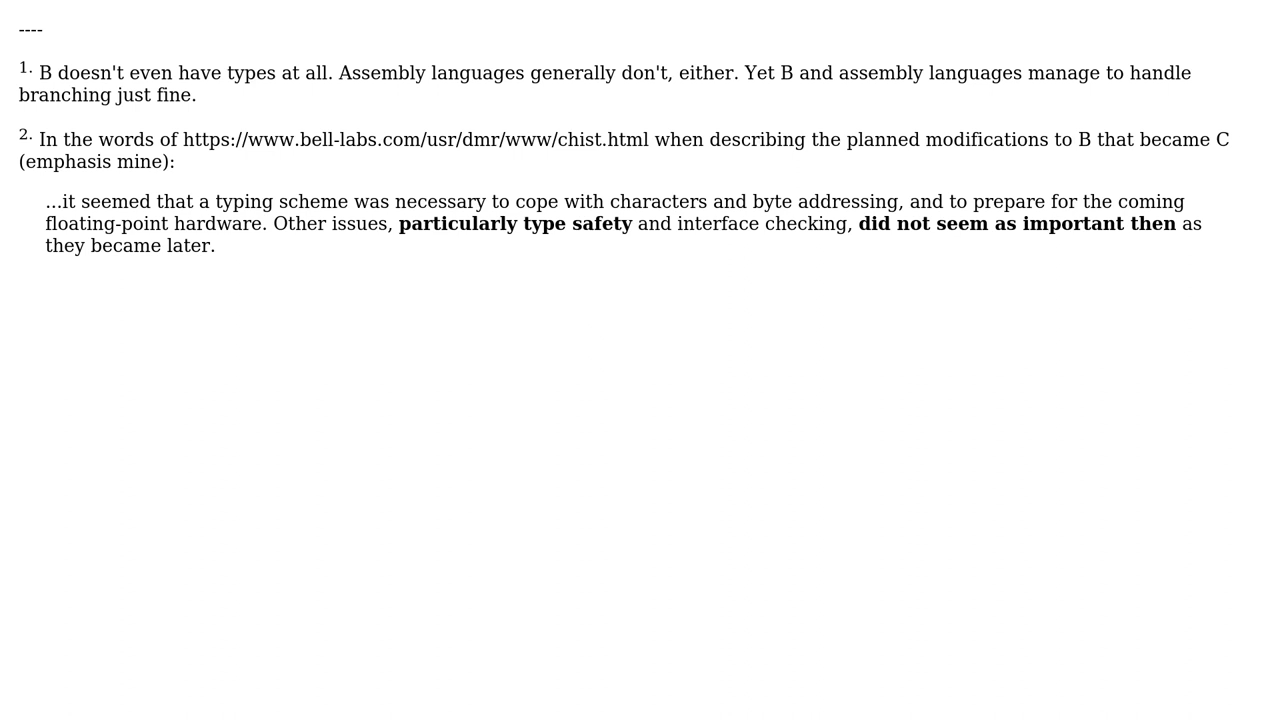 ----
1. B doesn't even have types at all. Assembly languages generally don't, either. Yet B and assembly languages manage to handle
branching just fine.
2. In the words of https://www.bell-labs.com/usr/dmr/www/chist.html when describing the planned modifications to B that became C
(emphasis mine):
...it seemed that a typing scheme was necessary to cope with characters and byte addressing, and to prepare for the coming
floating-point hardware. Other issues, particularly type safety and interface checking, did not seem as important then as
they became later.